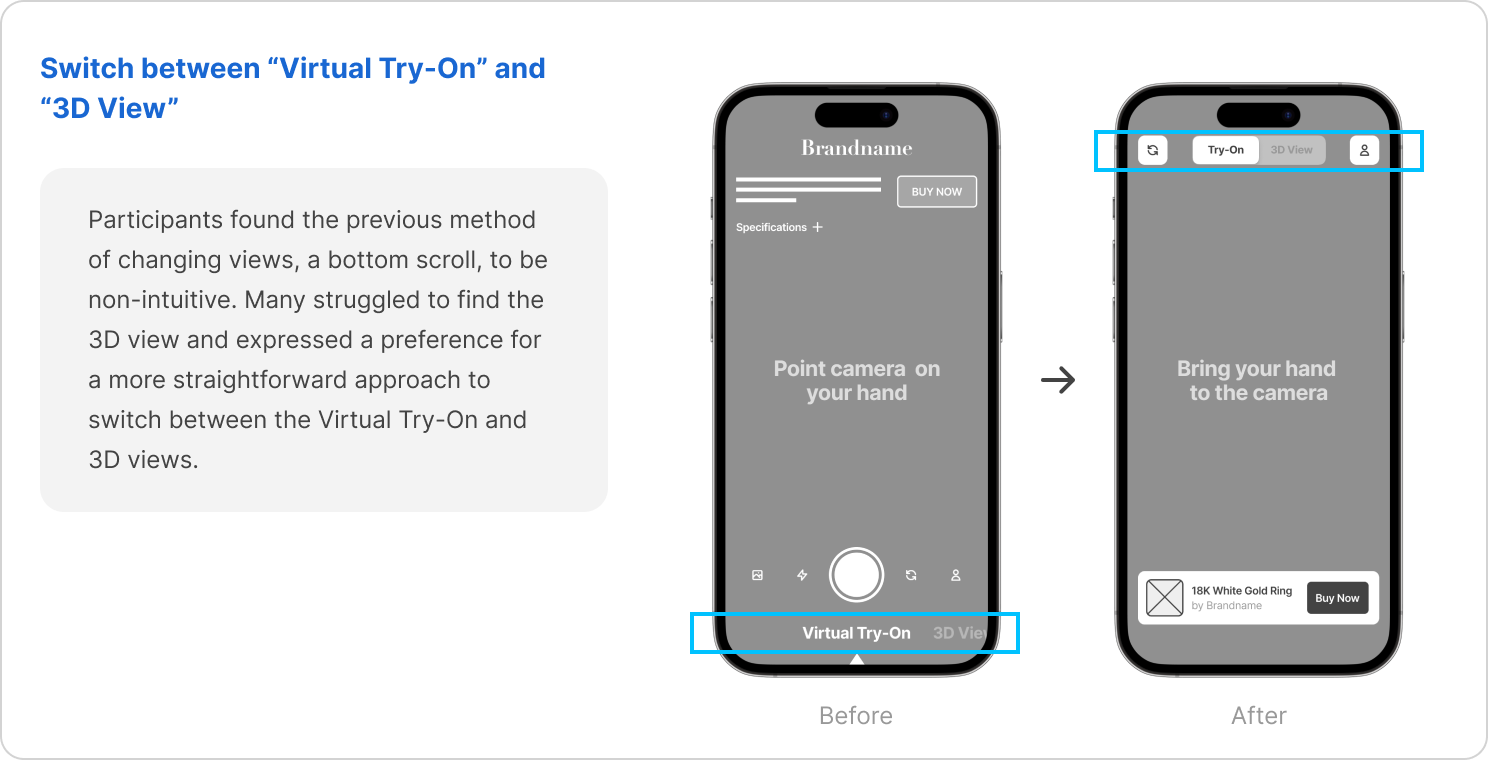 Switch between “Virtual Try-On” and
“3D View”
Participants found the previous method
of changing views, a bottom scroll, to be
non-intuitive. Many struggled to find the
3D view and expressed a preference for
a more straightforward approach to
switch between the Virtual Try-On and
3D views.
Brandname
BUY NOW
Specifications +
Point camera on
your hand
Virtual Try-On 3D Vie
Before
Try-On 3D View
Bring your hand
to the camera
18K White Gold Ring
by Brandname
Buy Now
After